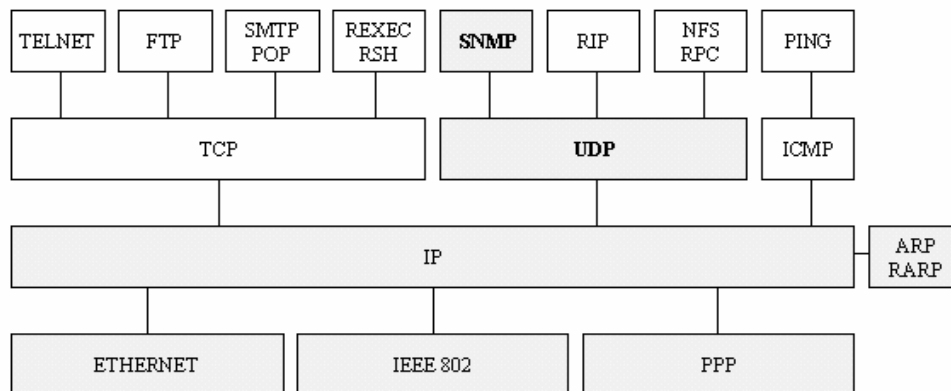 TELNET
FTP
SMTP
POP
REXEC
RSH
SNMP
RIP
NFS
RPC
PING
TCP
UDP
ICMP
IP
ARP
RARP
ETHERNET
IEEE 802
PPP